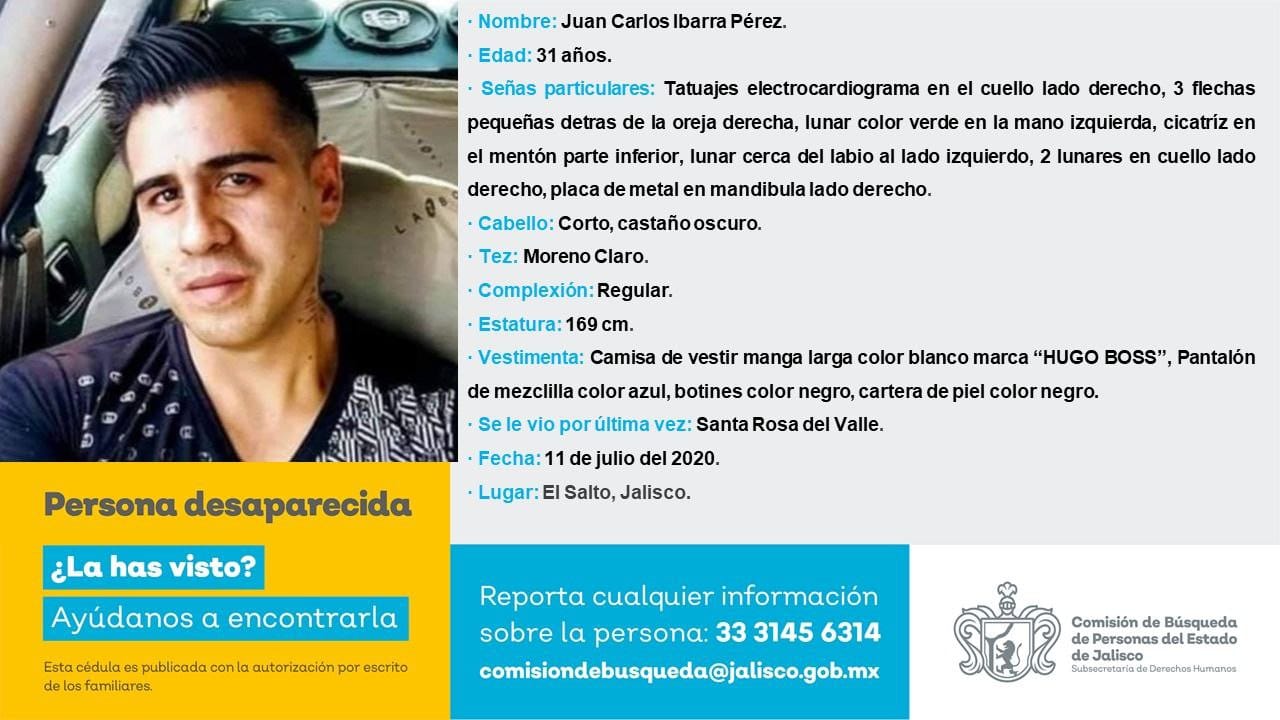 · Nombre: Juan Carlos Ibarra Pérez.
· Edad: 31 años.
· Señas particulares: Tatuajes electrocardiograma en el cuello lado derecho, 3 flechas
pequeñas detras de la oreja derecha, lunar color verde en la mano izquierda, cicatríz en
el mentón parte inferior, lunar cerca del labio al lado izquierdo, 2 lunares en cuello lado
derecho, placa de metal en mandibula lado derecho.
· Cabello: Corto, castaño oscuro.
· Tez: Moreno Claro.
· Complexión: Regular.
· Estatura: 169 cm.
· Vestimenta: Camisa de vestir manga larga color blanco marca “HUGO BOSS”, Pantalón
de mezclilla color azul, botines color negro, cartera de piel color negro.
· Se le vio por última vez: Santa Rosa del Valle.
· Fecha: 11 de julio del 2020.
· Lugar: El Salto, Jalisco.
Persona desaparecida
¿La has visto?
Ayúdanos a encontrarla
Esta cédula es publicada con la autorización por escrito
de los familiares.
Reporta cualquier información
sobre la persona: 33 3145 6314
comisiondebusqueda@jalisco.gob.mx
Comisión de Búsqueda
de Personas del Estado
de Jalisco
Subsecretaría de Derechos Humanos